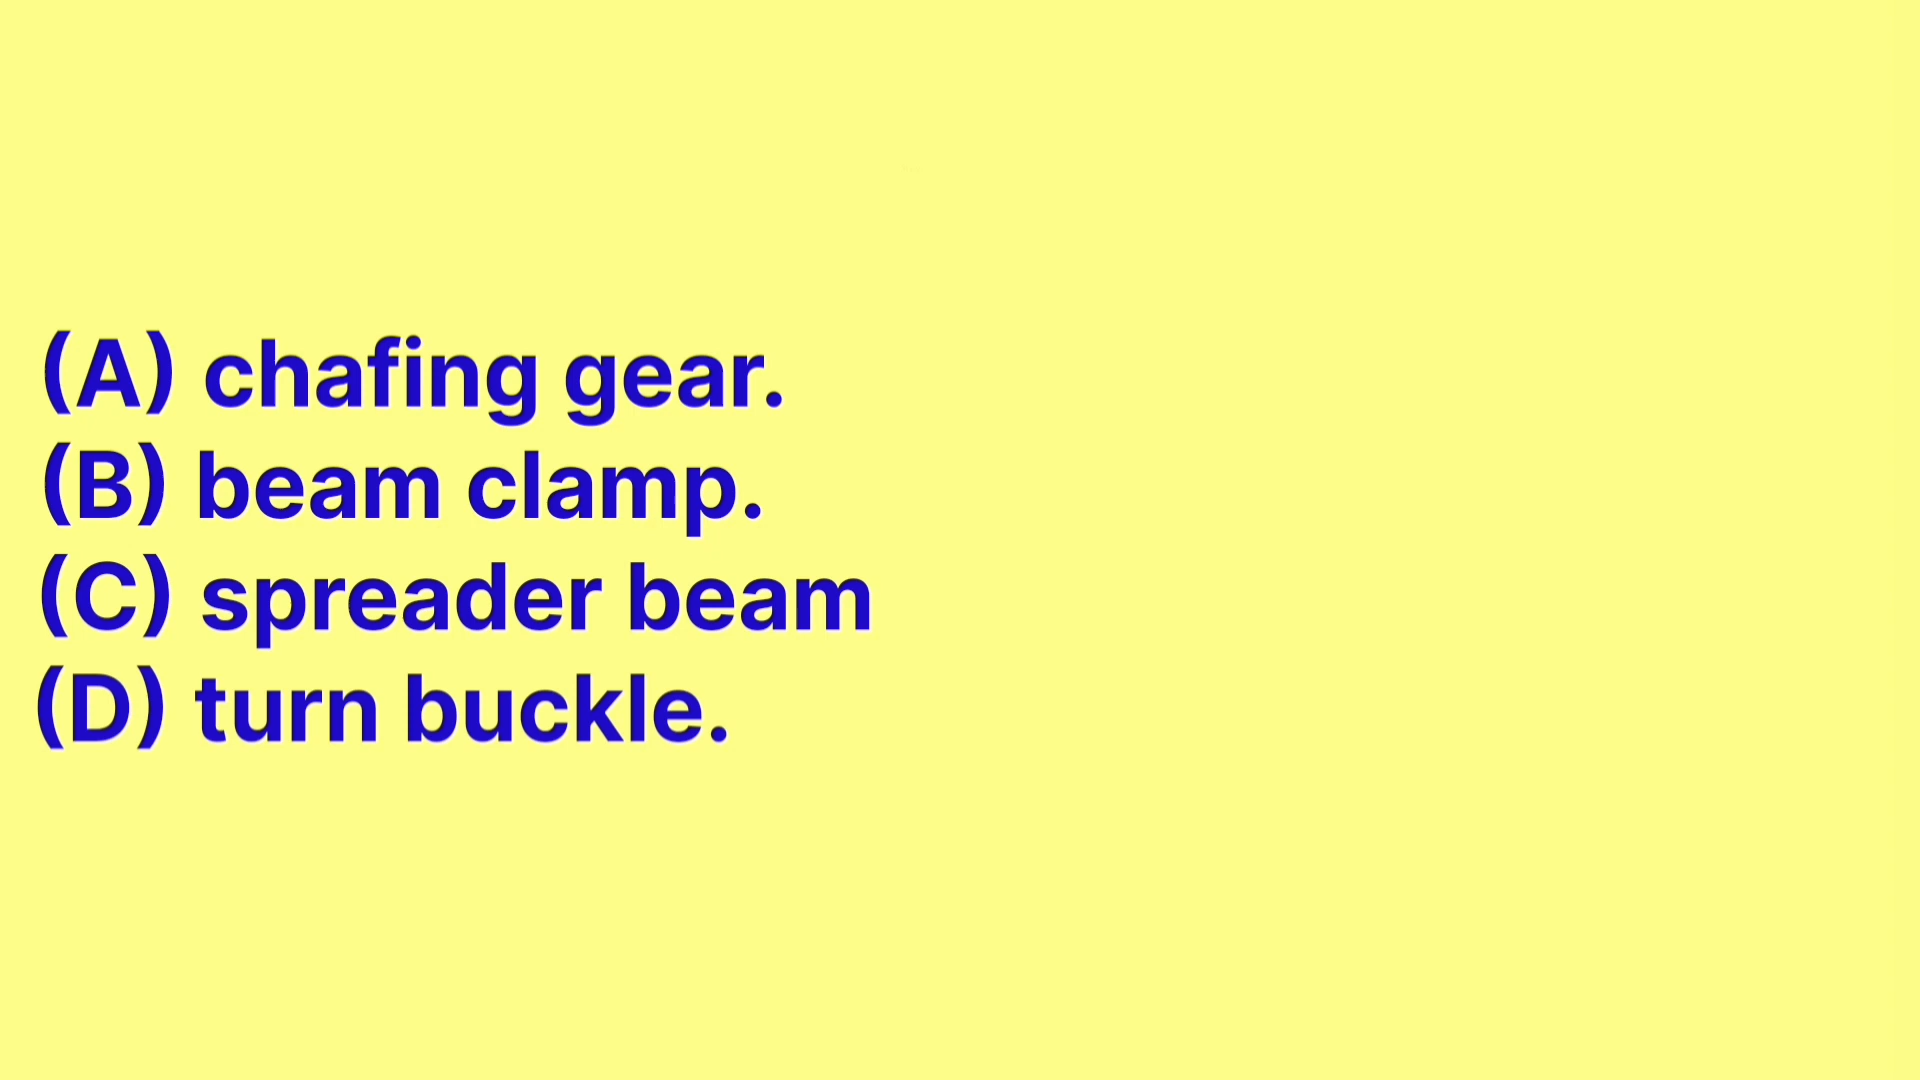 (A) chafing gear.
(B) beam clamp.
(C) spreader beam
(D) turn buckle.